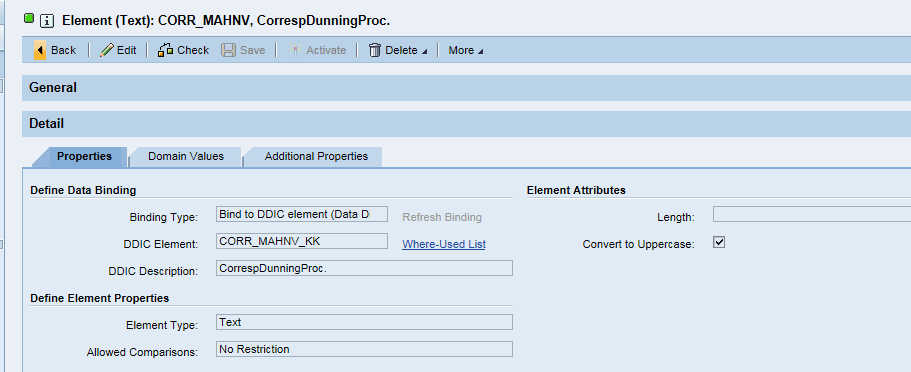 Element (Text): CORR_MAHNV, CorrespDunningProc.
Back Edit Check Save Activate Delete More
General
Detail
Properties Domain Values Additional Properties
Define Data Binding
Binding Type: Bind to DDIC element (Data D Refresh Binding
DDIC Element: CORR_MAHNV_KK Where-Used List
DDIC Description: CorrespDunningProc.
Define Element Properties
Element Type: Text
Allowed Comparisons: No Restriction
Element Attributes
Length:
Convert to Uppercase: